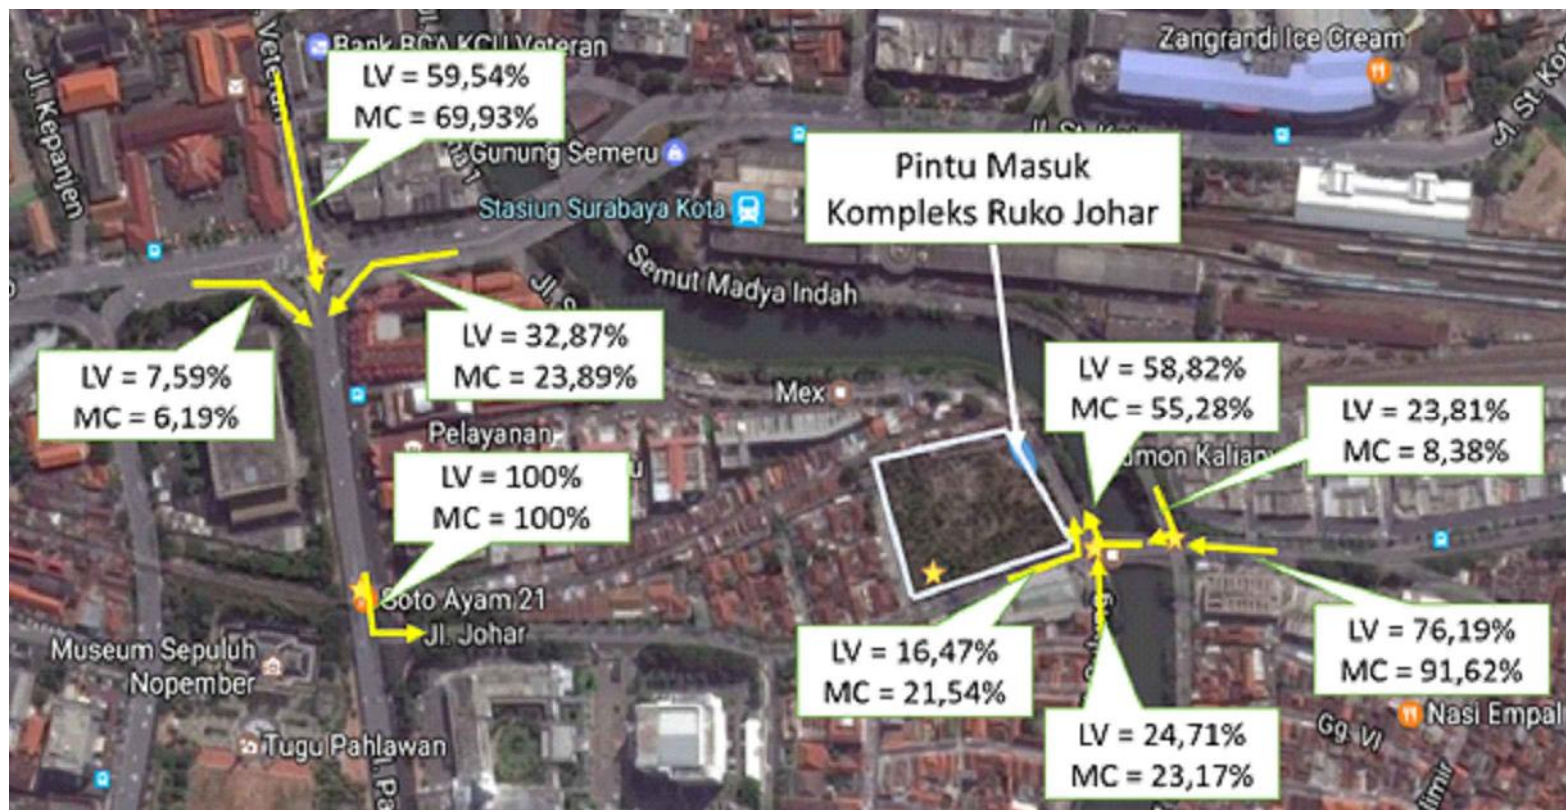 Veteran
Bank BCA KCU Veteran
Zangrandi Ice Cream
Jl. Kepanjen
LV = 59,54%
MC = 69,93%
Gunung Semeru
Pintu Masuk
Kompleks Ruko Johar
Stasiun Surabaya Kota
Semut Madya Indah
LV = 7,59%
MC = 6,19%
LV = 32,87%
MC = 23,89%
Mex
LV = 58,82%
MC = 55,28%
LV = 23,81%
MC = 8,38%
Pelayanan
LV = 100%
MC = 100%
Soto Ayam 21
Jl. Johar
Museum Sepuluh
Nopember
LV = 16,47%
MC = 21,54%
LV = 76,19%
MC = 91,62%
Tugu Pahlawan
LV = 24,71%
MC = 23,17%
Nasi Empal
Gg. VI